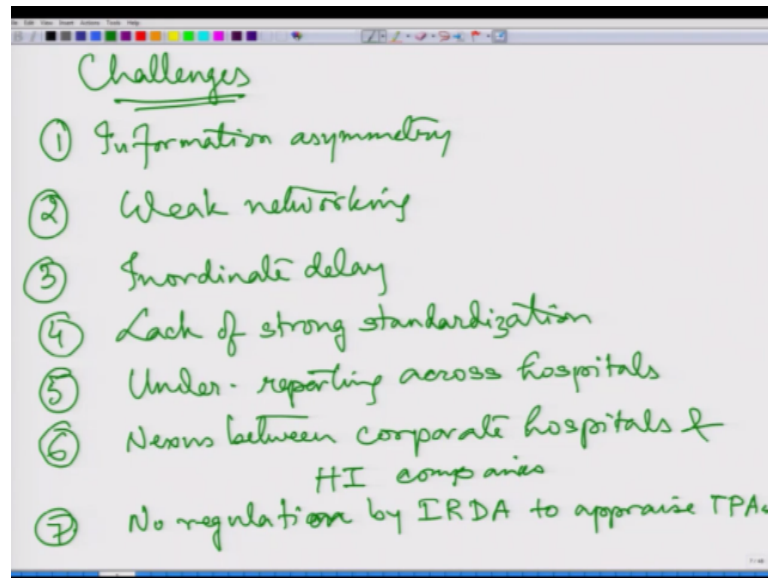 Challenges
① Information asymmetry
② Weak networking
③ Inordinate delay
④ Lack of strong standardization
⑤ Under-reporting across hospitals
⑥ Nexus between corporate hospitals &
HI companies
⑦ No regulation by IRDA to appraise TPAs